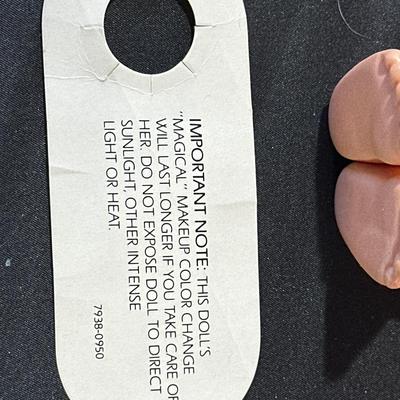 IMPORTANT NOTE: THIS DOLL'S
"MAGICAL" MAKEUP COLOR CHANGE
WILL LAST LONGER IF YOU TAKE CARE OF
HER. DO NOT EXPOSE DOLL TO DIRECT
SUNLIGHT, OTHER INTENSE
LIGHT OR HEAT.
7938-0950